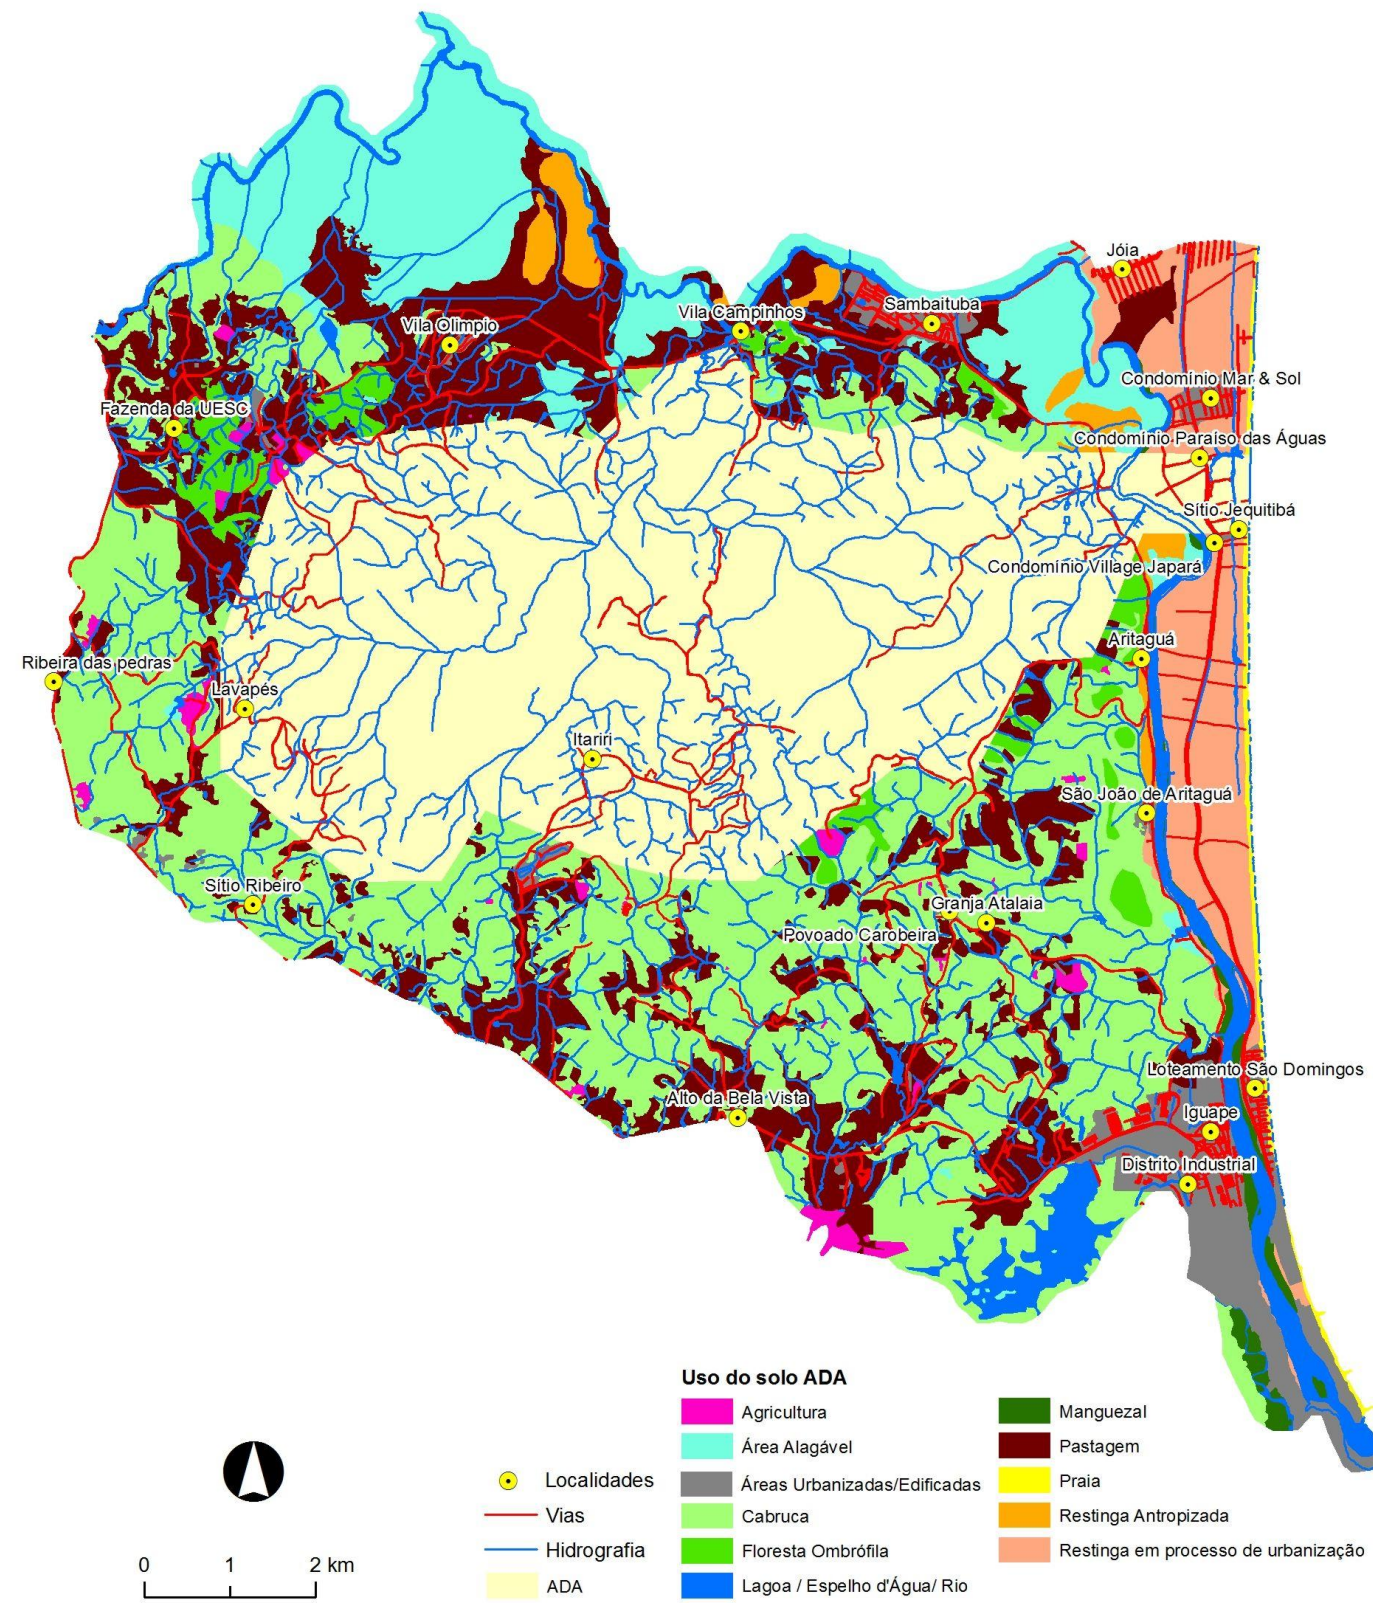 Jóia
Sambaituba
Vila Campinhos
Vila Olimpio
Condomínio Mar & Sol
Fazenda da UESC
Condomínio Paraíso das Águas
Sítio Jequitibá
Condomínio Village Japará
Aritaguá
Ribeira das pedras
Lavapés
Itariri
São João de Aritaguá
Sítio Ribeiro
Granja Atalaia
Povoado Carobeira
Loteamento São Domingos
Alto da Bela Vista
Iguape
Distrito Industrial
Uso do solo ADA
Agricultura
Área Alagável
Áreas Urbanizadas/Edificadas
Cabruca
Floresta Ombrófila
Lagoa / Espelho d'Água/ Rio
Manguezal
Pastagem
Praia
Restinga Antropizada
Restinga em processo de urbanização
Localidades
Vias
Hidrografia
ADA
0 1 2 km